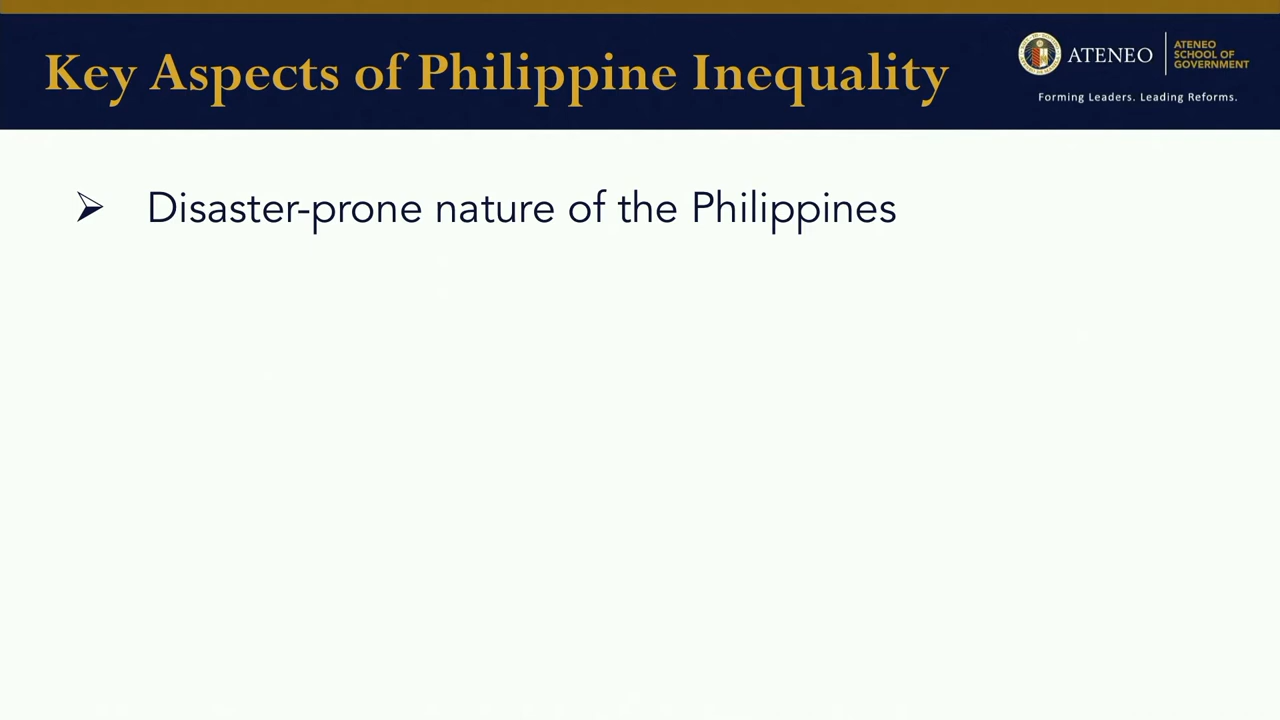 Key Aspects of Philippine Inequality
ATENEO
ATENEO
SCHOOL OF
GOVERNMENT
Forming Leaders. Leading Reforms.
➢ Disaster-prone nature of the Philippines